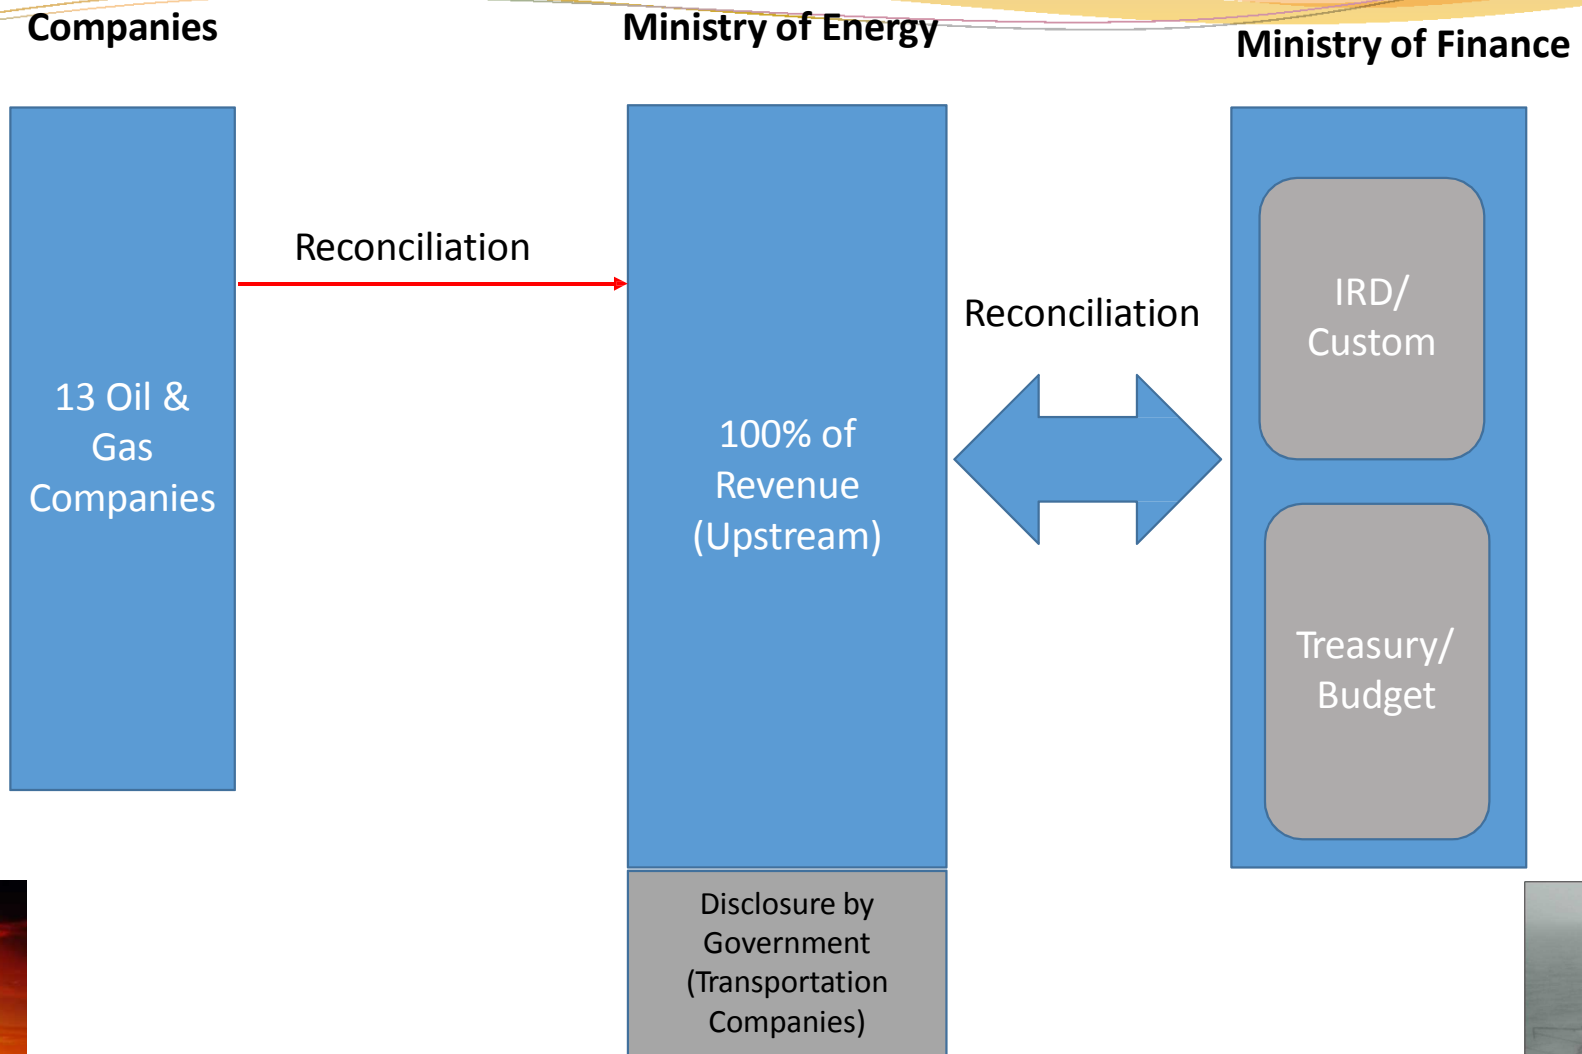 Companies
Ministry of Energy
Ministry of Finance
Reconciliation
13 Oil &
Gas
Companies
100% of
Revenue
(Upstream)
Reconciliation
IRD/
Custom
Treasury/
Budget
Disclosure by
Government
(Transportation
Companies)